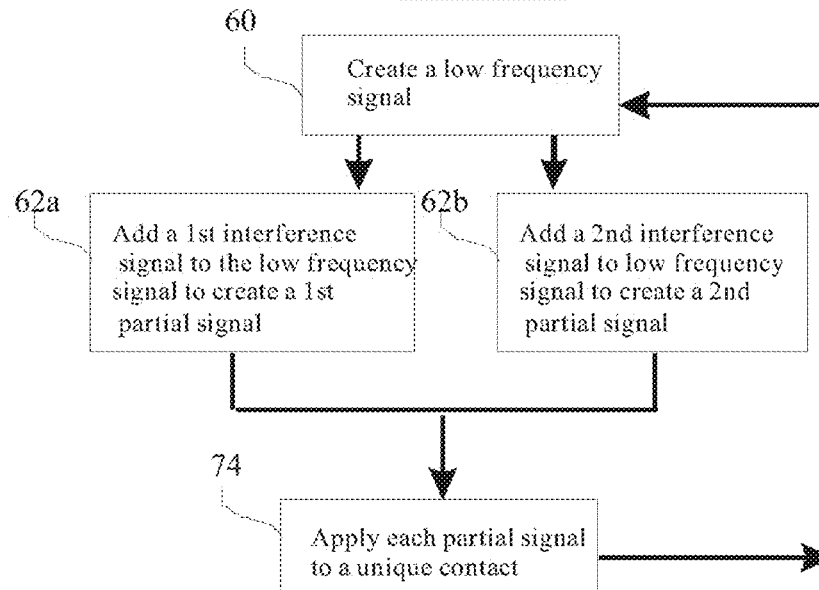 60
Create a low frequency
signal
62a
Add a 1st interference
signal to the low frequency
signal to create a 1st
partial signal
62b
Add a 2nd interference
signal to low frequency
signal to create a 2nd
partial signal
74
Apply each partial signal
to a unique contact